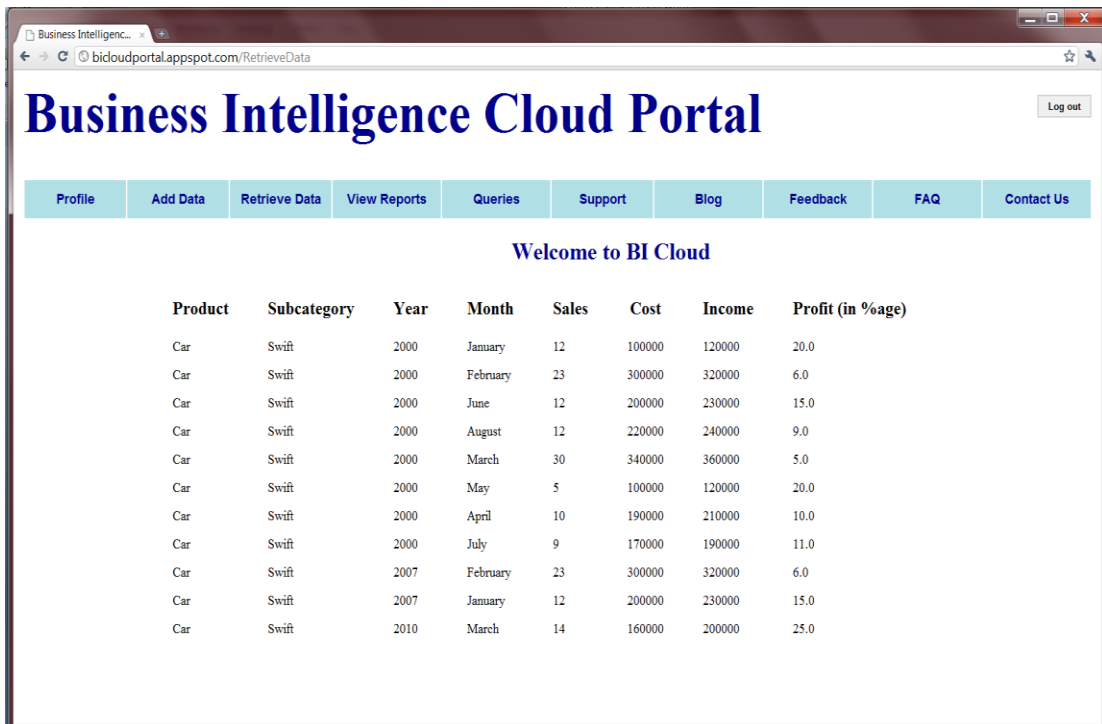 Business Intelligenc...
bicloudportal.appspot.com/RetrieveData
Business Intelligence Cloud Portal
Log out
Profile Add Data Retrieve Data View Reports Queries Support Blog Feedback FAQ Contact Us
Welcome to BI Cloud
Product Subcategory Year Month Sales Cost Income Profit (in %age)
Car Swift 2000 January 12 100000 120000 20.0
Car Swift 2000 February 23 300000 320000 6.0
Car Swift 2000 June 12 200000 230000 15.0
Car Swift 2000 August 12 220000 240000 9.0
Car Swift 2000 March 30 340000 360000 5.0
Car Swift 2000 May 5 100000 120000 20.0
Car Swift 2000 April 10 190000 210000 10.0
Car Swift 2000 July 9 170000 190000 11.0
Car Swift 2007 February 23 300000 320000 6.0
Car Swift 2007 January 12 200000 230000 15.0
Car Swift 2010 March 14 160000 200000 25.0